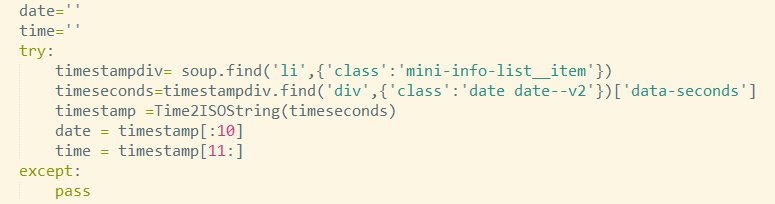 date=''
time=''
try:
    timestampdiv= soup.find('li',{'class':'mini-info-list__item'})
    timeseconds=timestampdiv.find('div',{'class':'date date--v2'})['data-seconds']
    timestamp =Time2ISOString(timeseconds)
    date = timestamp[:10]
    time = timestamp[11:]
except:
    pass